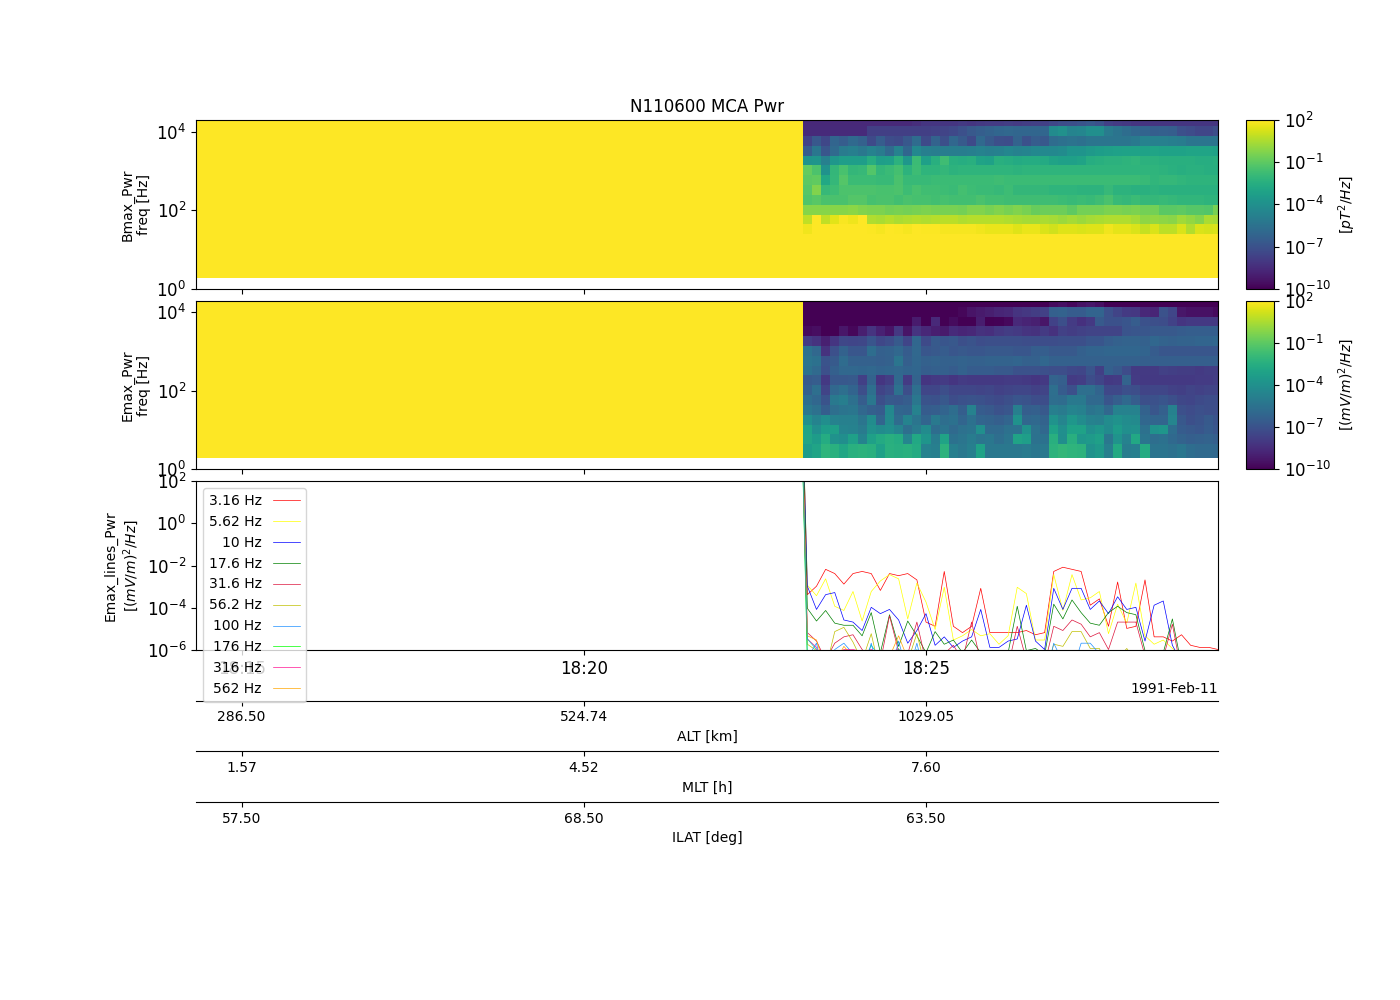 N110600 MCA Pwr
Bmax_Pwr
freq [Hz]
10^4
10^2
10^0
10^2
10^-1
10^-4
10^-7
10^-10
[pT^2/Hz]
Emax_Pwr
freq [Hz]
10^4
10^2
10^0
10^2
10^-1
10^-4
10^-7
10^-10
[(mV/m)^2/Hz]
Emax_lines_Pwr
[(mV/m)^2/Hz]
10^2
10^0
10^-2
10^-4
10^-6
3.16 Hz
5.62 Hz
10 Hz
17.6 Hz
31.6 Hz
56.2 Hz
100 Hz
176 Hz
316 Hz
562 Hz
18:15 18:20 18:25
1991-Feb-11
286.50 524.74 1029.05
ALT [km]
1.57 4.52 7.60
MLT [h]
57.50 68.50 63.50
ILAT [deg]